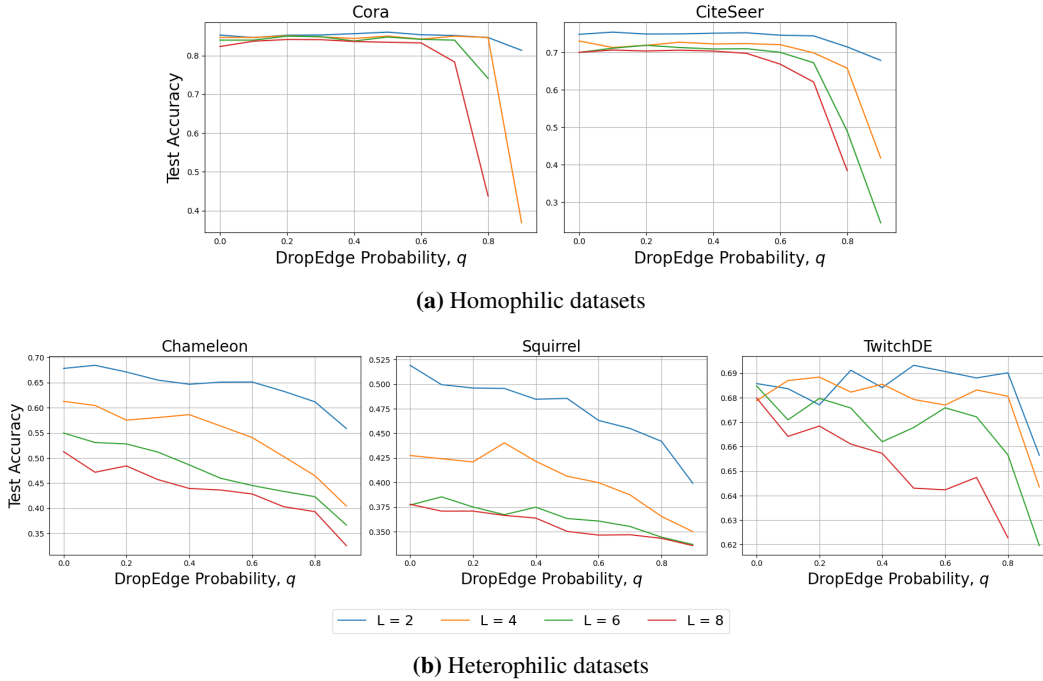 Cora
CiteSeer
Test Accuracy
0.8
0.7
0.6
0.5
0.4
0.7
0.6
0.5
0.4
0.3
0.0 0.2 0.4 0.6 0.8
0.0 0.2 0.4 0.6 0.8
DropEdge Probability, q
DropEdge Probability, q
(a) Homophilic datasets
Chameleon
Squirrel
TwitchDE
Test Accuracy
0.70
0.65
0.60
0.55
0.50
0.45
0.40
0.35
0.525
0.500
0.475
0.450
0.425
0.400
0.375
0.350
0.69
0.68
0.67
0.66
0.65
0.64
0.63
0.62
0.0 0.2 0.4 0.6 0.8
0.0 0.2 0.4 0.6 0.8
0.0 0.2 0.4 0.6 0.8
DropEdge Probability, q
DropEdge Probability, q
DropEdge Probability, q
L = 2 L = 4 L = 6 L = 8
(b) Heterophilic datasets